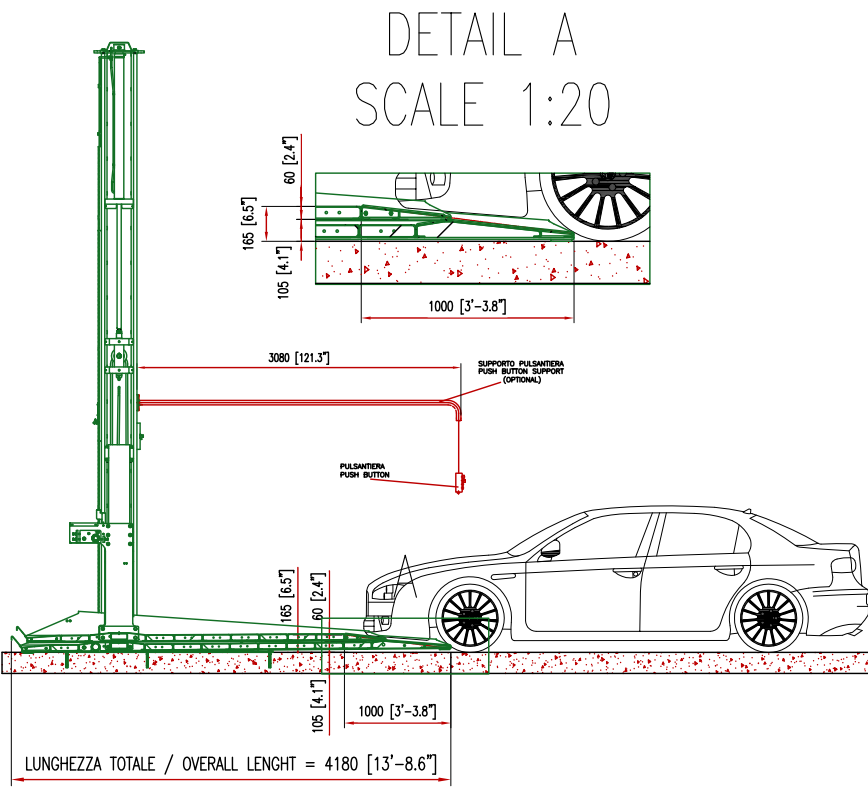 DETAIL A
SCALE 1:20
60 [2.4"]
165 [6.5"]
105 [4.1"]
1000 [3'-3.8"]
3080 [121.3"]
SUPPORTO PULSANTIERA
PUSH BUTTON SUPPORT
(OPTIONAL)
PULSANTIERA
PUSH BUTTON
A
165 [6.5"]
60 [2.4"]
105 [4.1"]
1000 [3'-3.8"]
LUNGHEZZA TOTALE / OVERALL LENGHT = 4180 [13'-8.6"]